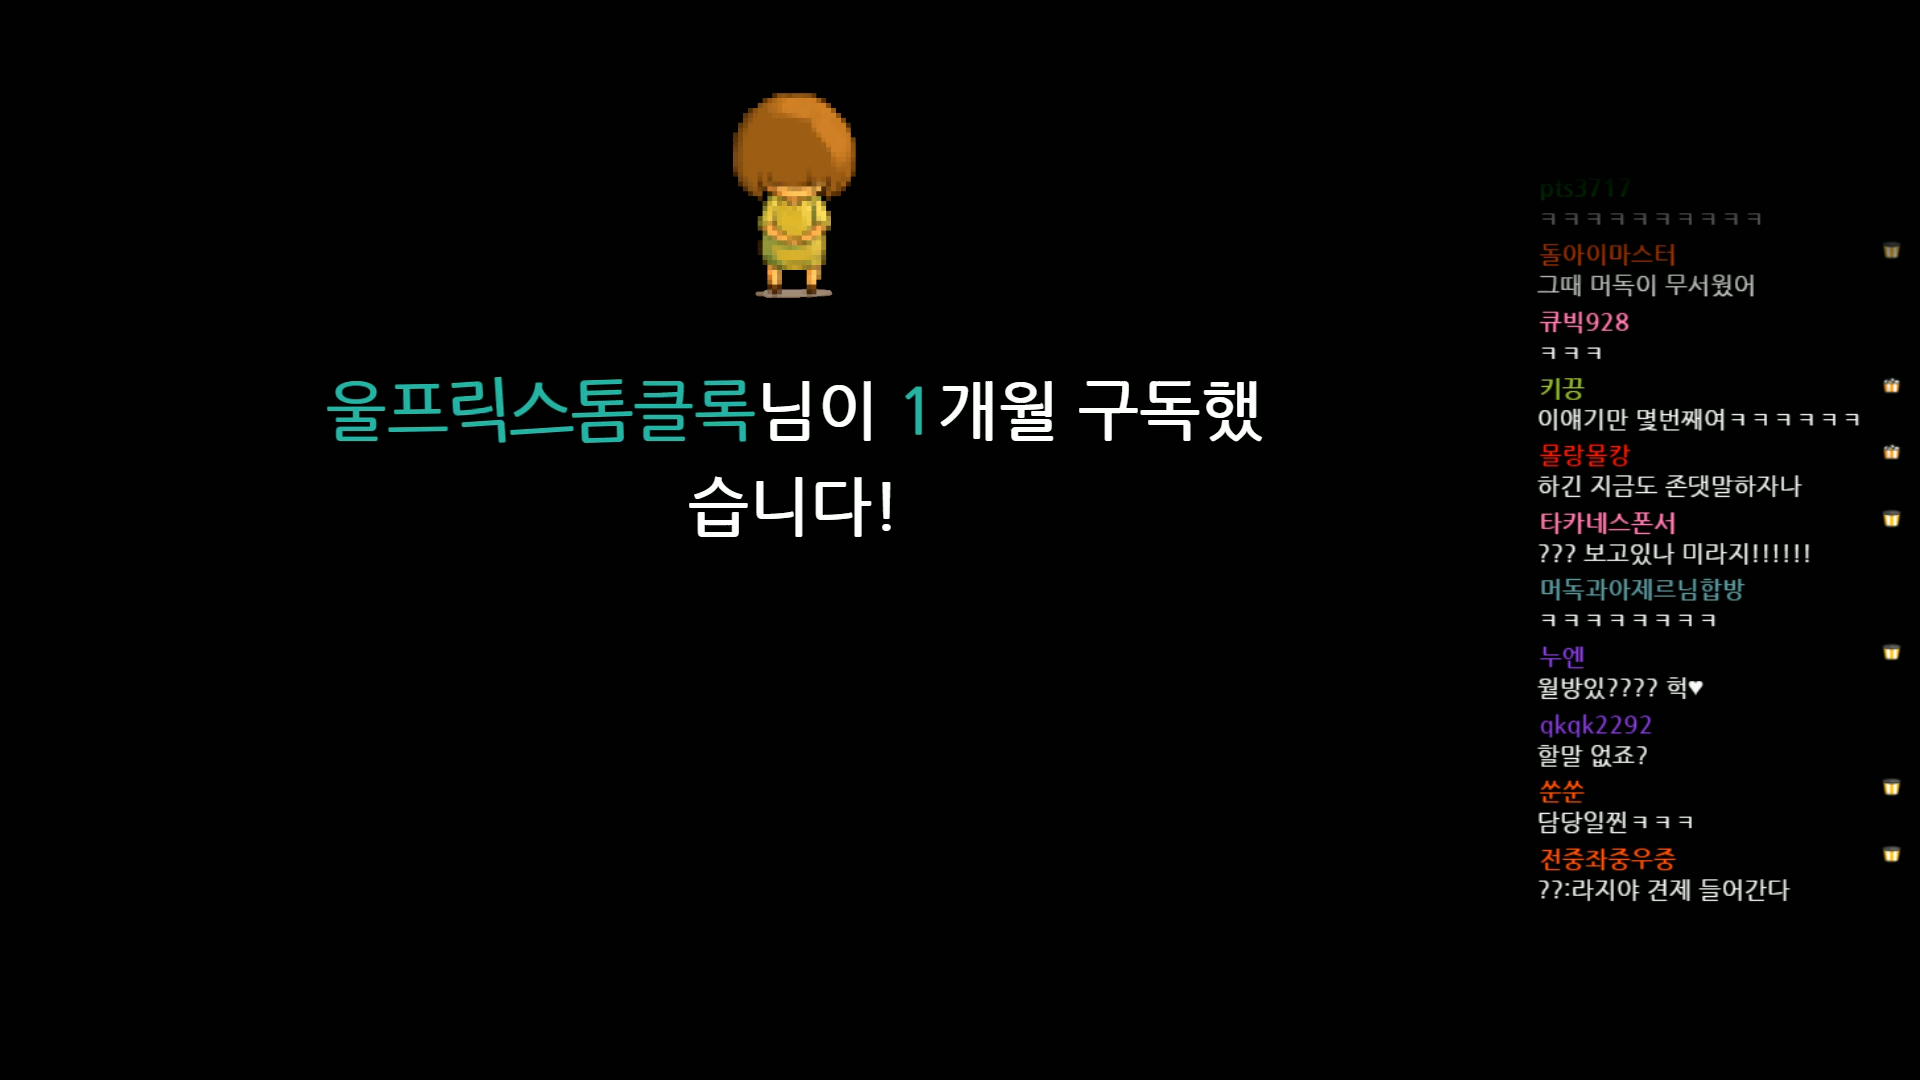 울프릭스톰클록님이 1개월 구독했
습니다!
pts3717
ㅋㅋㅋㅋㅋㅋㅋㅋㅋㅋ
돌아이마스터
그때 머독이 무서웠어
큐빅928
ㅋㅋㅋ
키끙
이얘기만 몇번째여ㅋㅋㅋㅋㅋㅋ
몰랑몰캉
하긴 지금도 존댓말하자나
타카네스폰서
??? 보고있나 미라지!!!!!!
머독과아제르님합방
ㅋㅋㅋㅋㅋㅋㅋㅋ
누엔
월방있???? 헉♥
qkqk2292
할말 없죠?
쑨쑨
담당일찐ㅋㅋㅋ
전중좌중우중
??:라지야 견제 들어간다